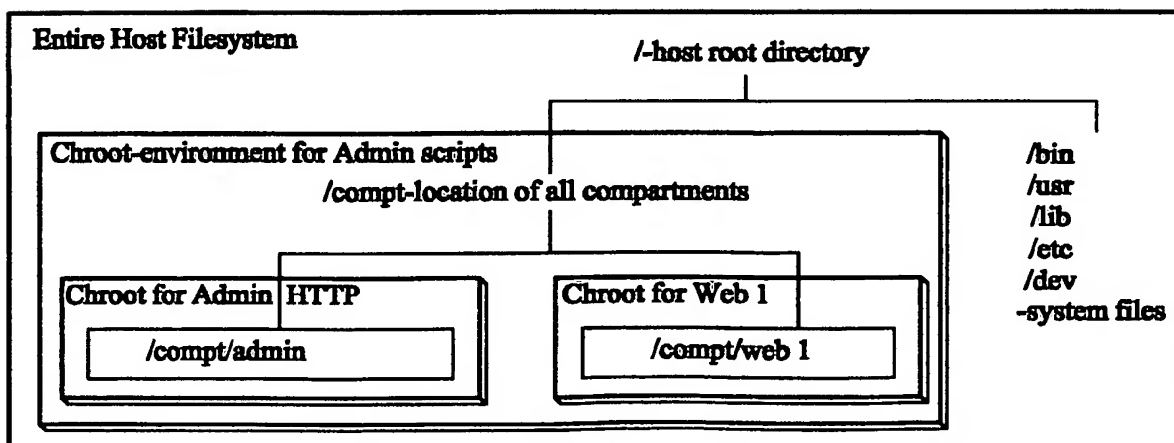 Entire Host Filesystem
/-host root directory
Chroot-environment for Admin scripts
/compt-location of all compartments
Chroot for Admin HTTP
/compt/admin
Chroot for Web 1
/compt/web 1
/bin
/usr
/lib
/etc
/dev
-system files